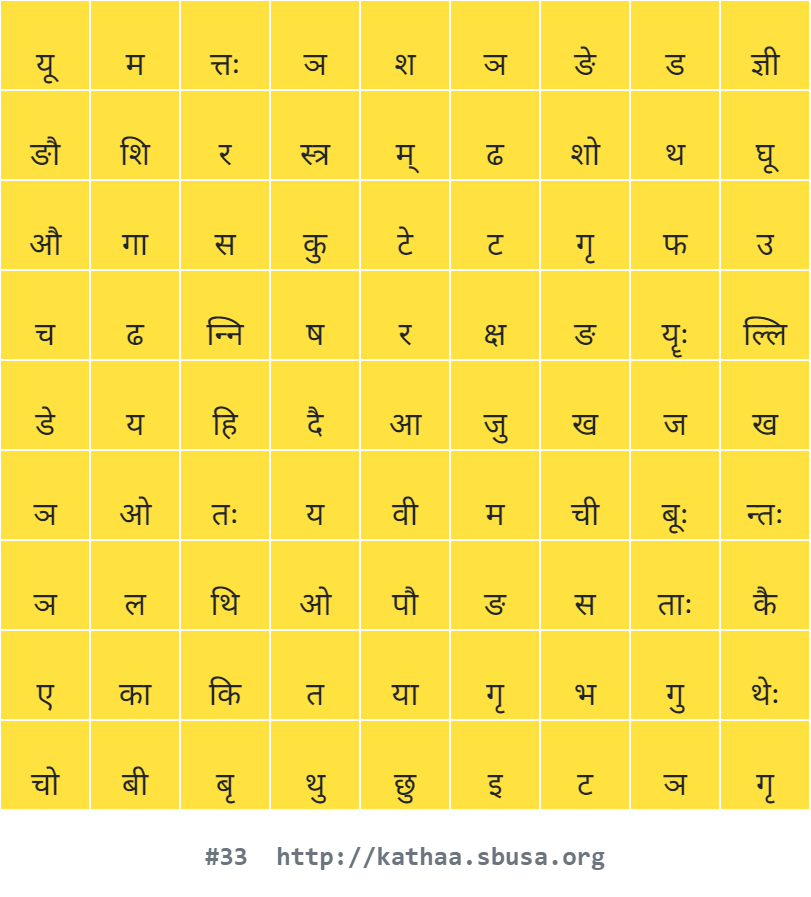 यू म त्तः ञ श ञ ङे ड ज्ञी
ङौ शि र स्त्र म् ढ शो थ घू
औ गा स कु टे ट गृ फ उ
च ढ न्नि ष र क्ष ङ यॄः ल्लि
डे य हि दै आ जु ख ज ख
ञ ओ तः य वी म ची बूः न्तः
ञ ल थि ओ पौ ङ स ताः कै
ए का कि त या गृ भ गु थेः
चो बी बृ थु छु इ ट ञ गृ
#33 http://kathaa.sbusa.org